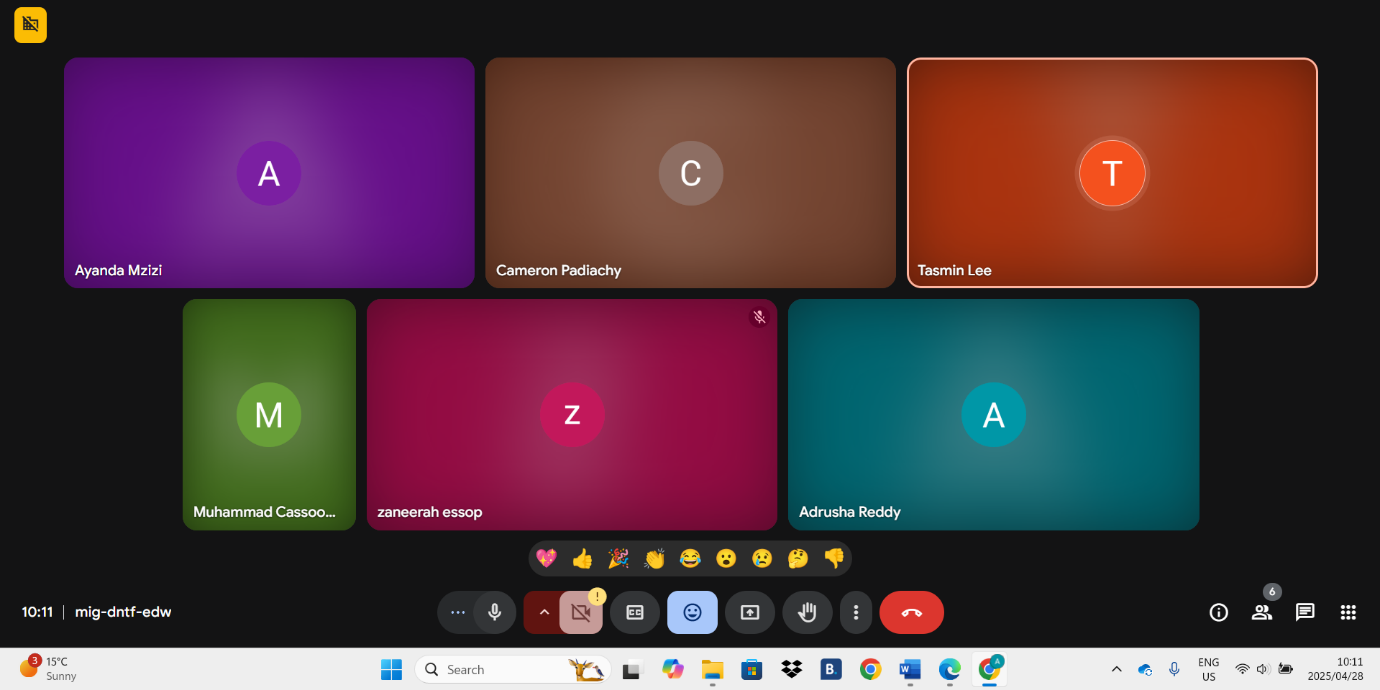 A
Ayanda Mzizi
C
Cameron Padiachy
T
Tasmin Lee
M
Muhammad Cassoo...
z
zaneerah essop
A
Adrusha Reddy
10:11 | mig-dntf-edw
!
CC
6
3
15°C
Sunny
Search
B.
W
A
ENG
US
10:11
2025/04/28